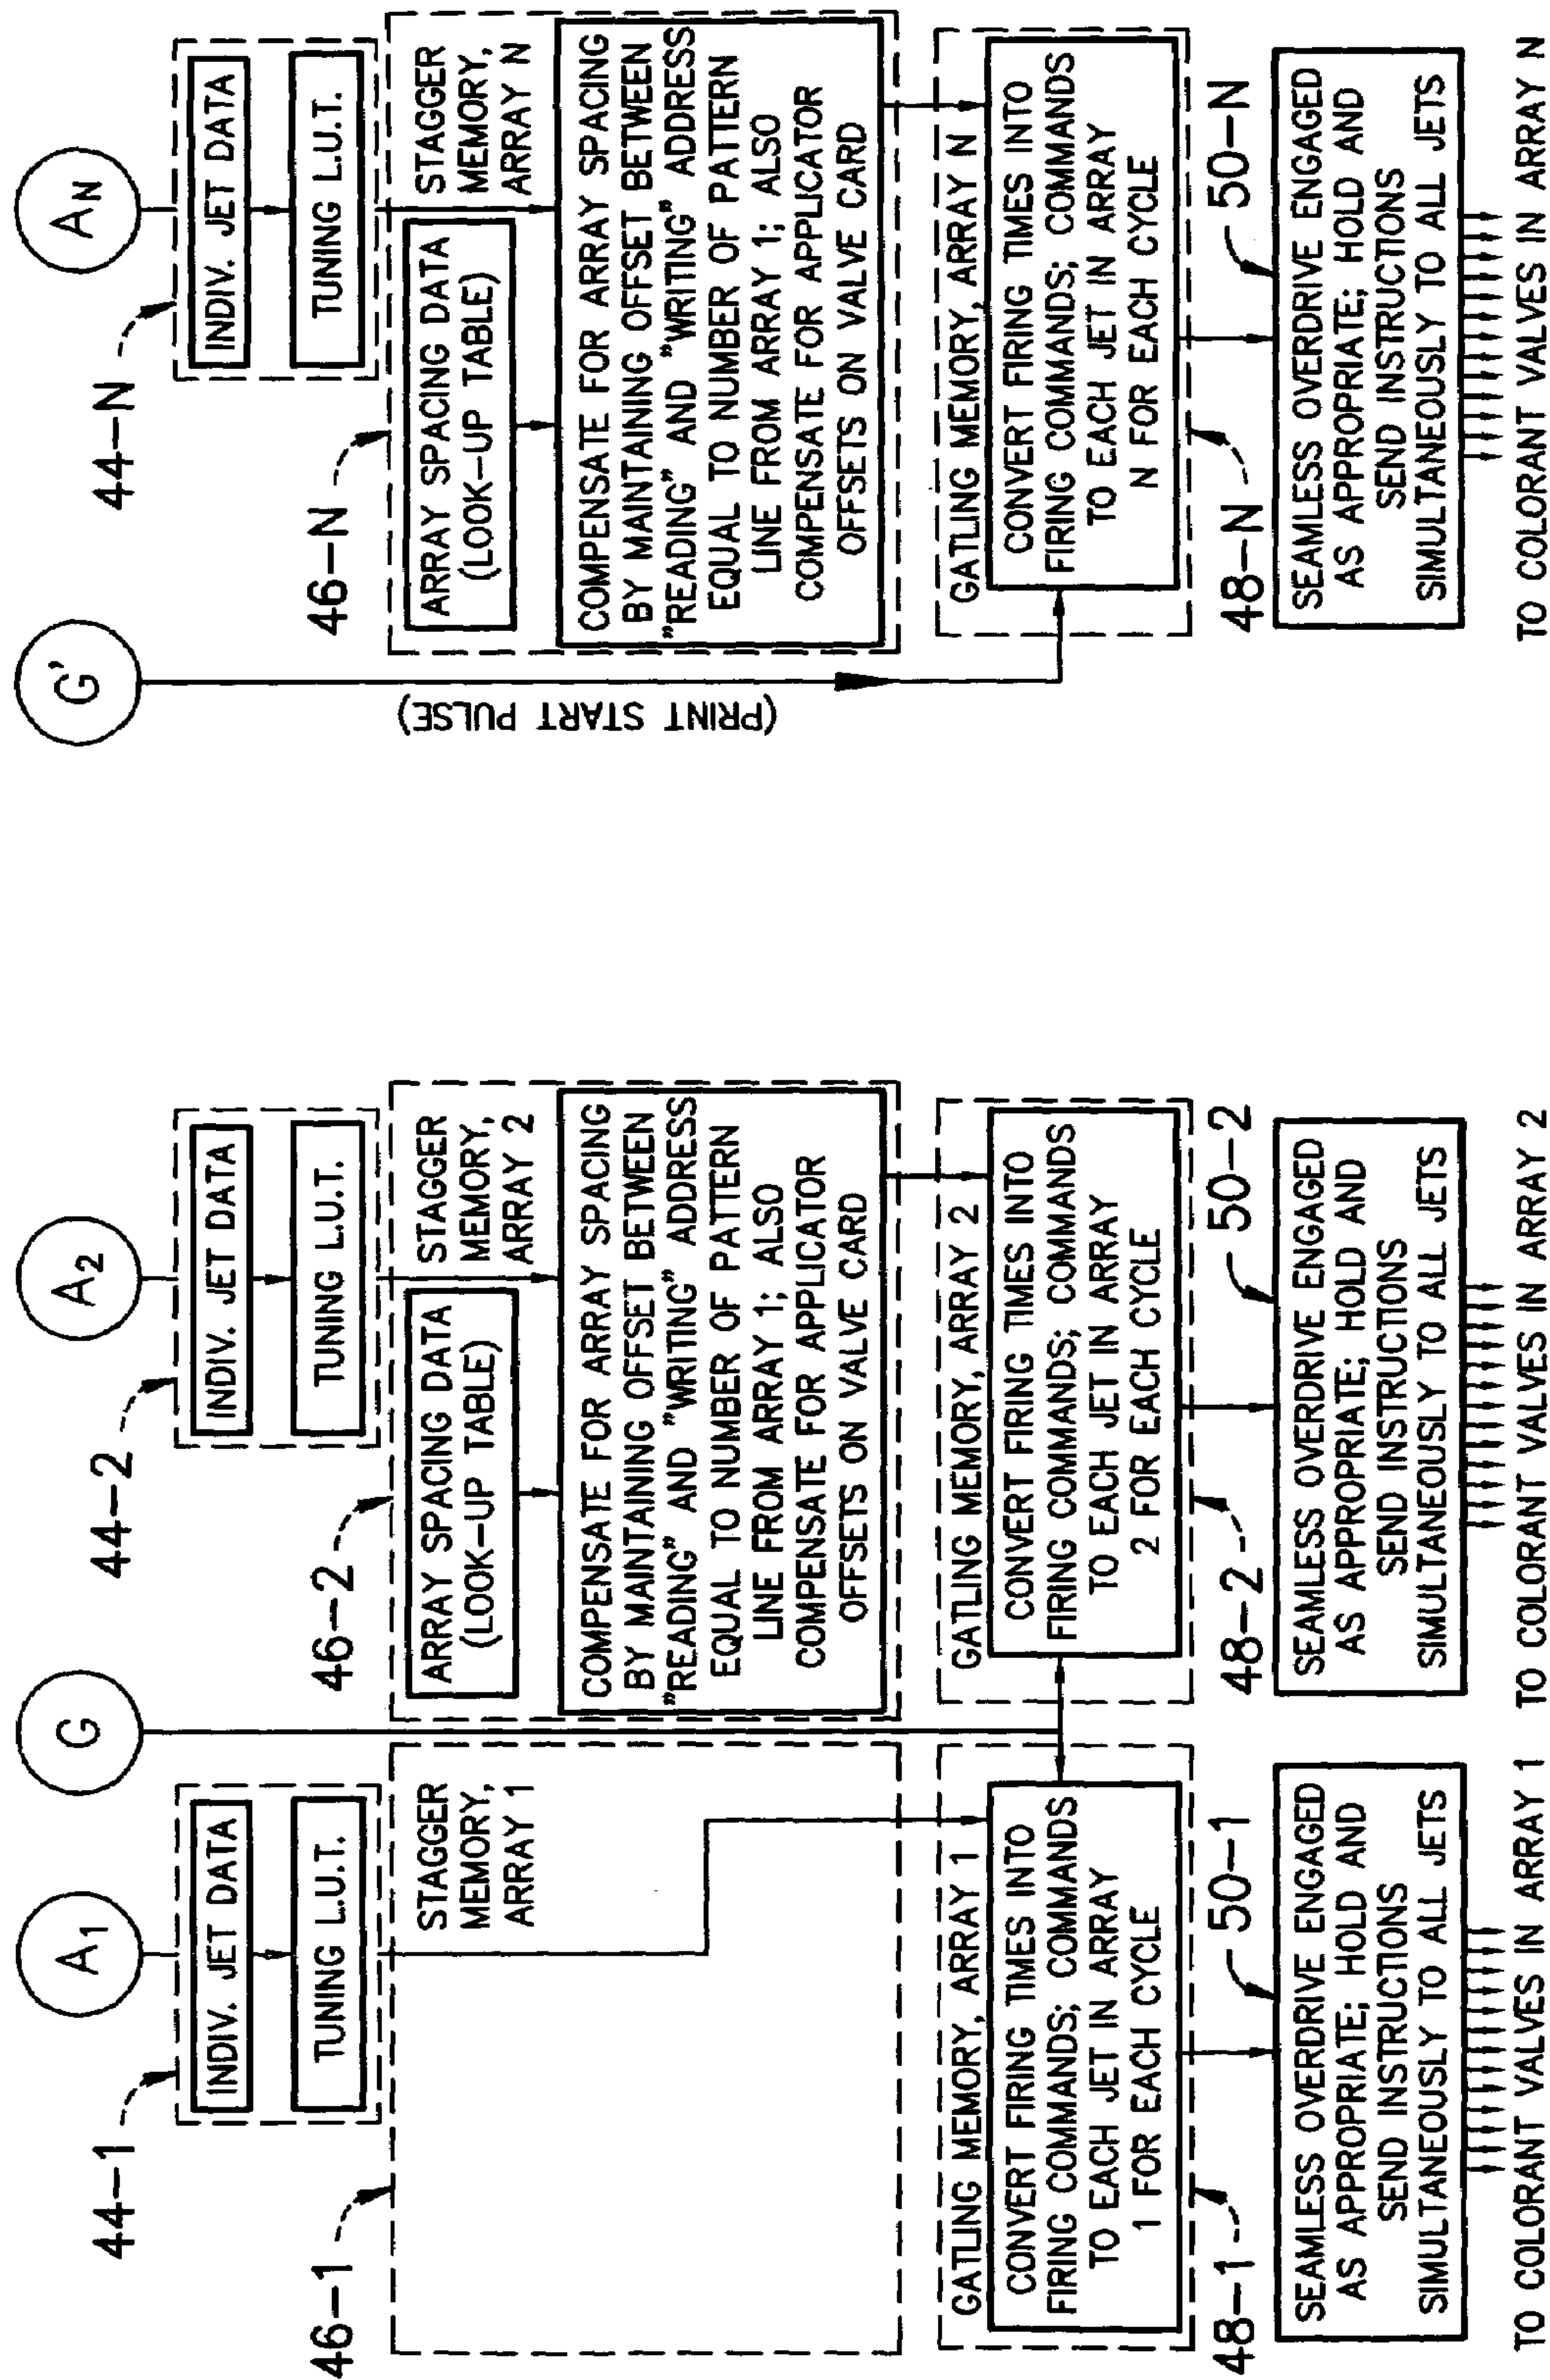 A1
44-1
INDIV. JET DATA
TUNING L.U.T.
46-1
STAGGER
MEMORY,
ARRAY 1
GATLING MEMORY, ARRAY 1
CONVERT FIRING TIMES INTO
FIRING COMMANDS; COMMANDS
TO EACH JET IN ARRAY
1 FOR EACH CYCLE
48-1
50-1
SEAMLESS OVERDRIVE ENGAGED
AS APPROPRIATE; HOLD AND
SEND INSTRUCTIONS
SIMULTANEOUSLY TO ALL JETS
TO COLORANT VALVES IN ARRAY 1
G
A2
44-2
INDIV. JET DATA
TUNING L.U.T.
46-2
STAGGER
MEMORY,
ARRAY 2
ARRAY SPACING DATA
(LOOK-UP TABLE)
COMPENSATE FOR ARRAY SPACING
BY MAINTAINING OFFSET BETWEEN
"READING" AND "WRITING" ADDRESS
EQUAL TO NUMBER OF PATTERN
LINE FROM ARRAY 1; ALSO
COMPENSATE FOR APPLICATOR
OFFSETS ON VALVE CARD
GATLING MEMORY, ARRAY 2
CONVERT FIRING TIMES INTO
FIRING COMMANDS; COMMANDS
TO EACH JET IN ARRAY
2 FOR EACH CYCLE
48-2
50-2
SEAMLESS OVERDRIVE ENGAGED
AS APPROPRIATE; HOLD AND
SEND INSTRUCTIONS
SIMULTANEOUSLY TO ALL JETS
TO COLORANT VALVES IN ARRAY 2
G'
(PRINT START PULSE)
AN
44-N
INDIV. JET DATA
TUNING L.U.T.
46-N
STAGGER
MEMORY,
ARRAY N
ARRAY SPACING DATA
(LOOK-UP TABLE)
COMPENSATE FOR ARRAY SPACING
BY MAINTAINING OFFSET BETWEEN
"READING" AND "WRITING" ADDRESS
EQUAL TO NUMBER OF PATTERN
LINE FROM ARRAY 1; ALSO
COMPENSATE FOR APPLICATOR
OFFSETS ON VALVE CARD
GATLING MEMORY, ARRAY N
CONVERT FIRING TIMES INTO
FIRING COMMANDS; COMMANDS
TO EACH JET IN ARRAY
N FOR EACH CYCLE
48-N
50-N
SEAMLESS OVERDRIVE ENGAGED
AS APPROPRIATE; HOLD AND
SEND INSTRUCTIONS
SIMULTANEOUSLY TO ALL JETS
TO COLORANT VALVES IN ARRAY N